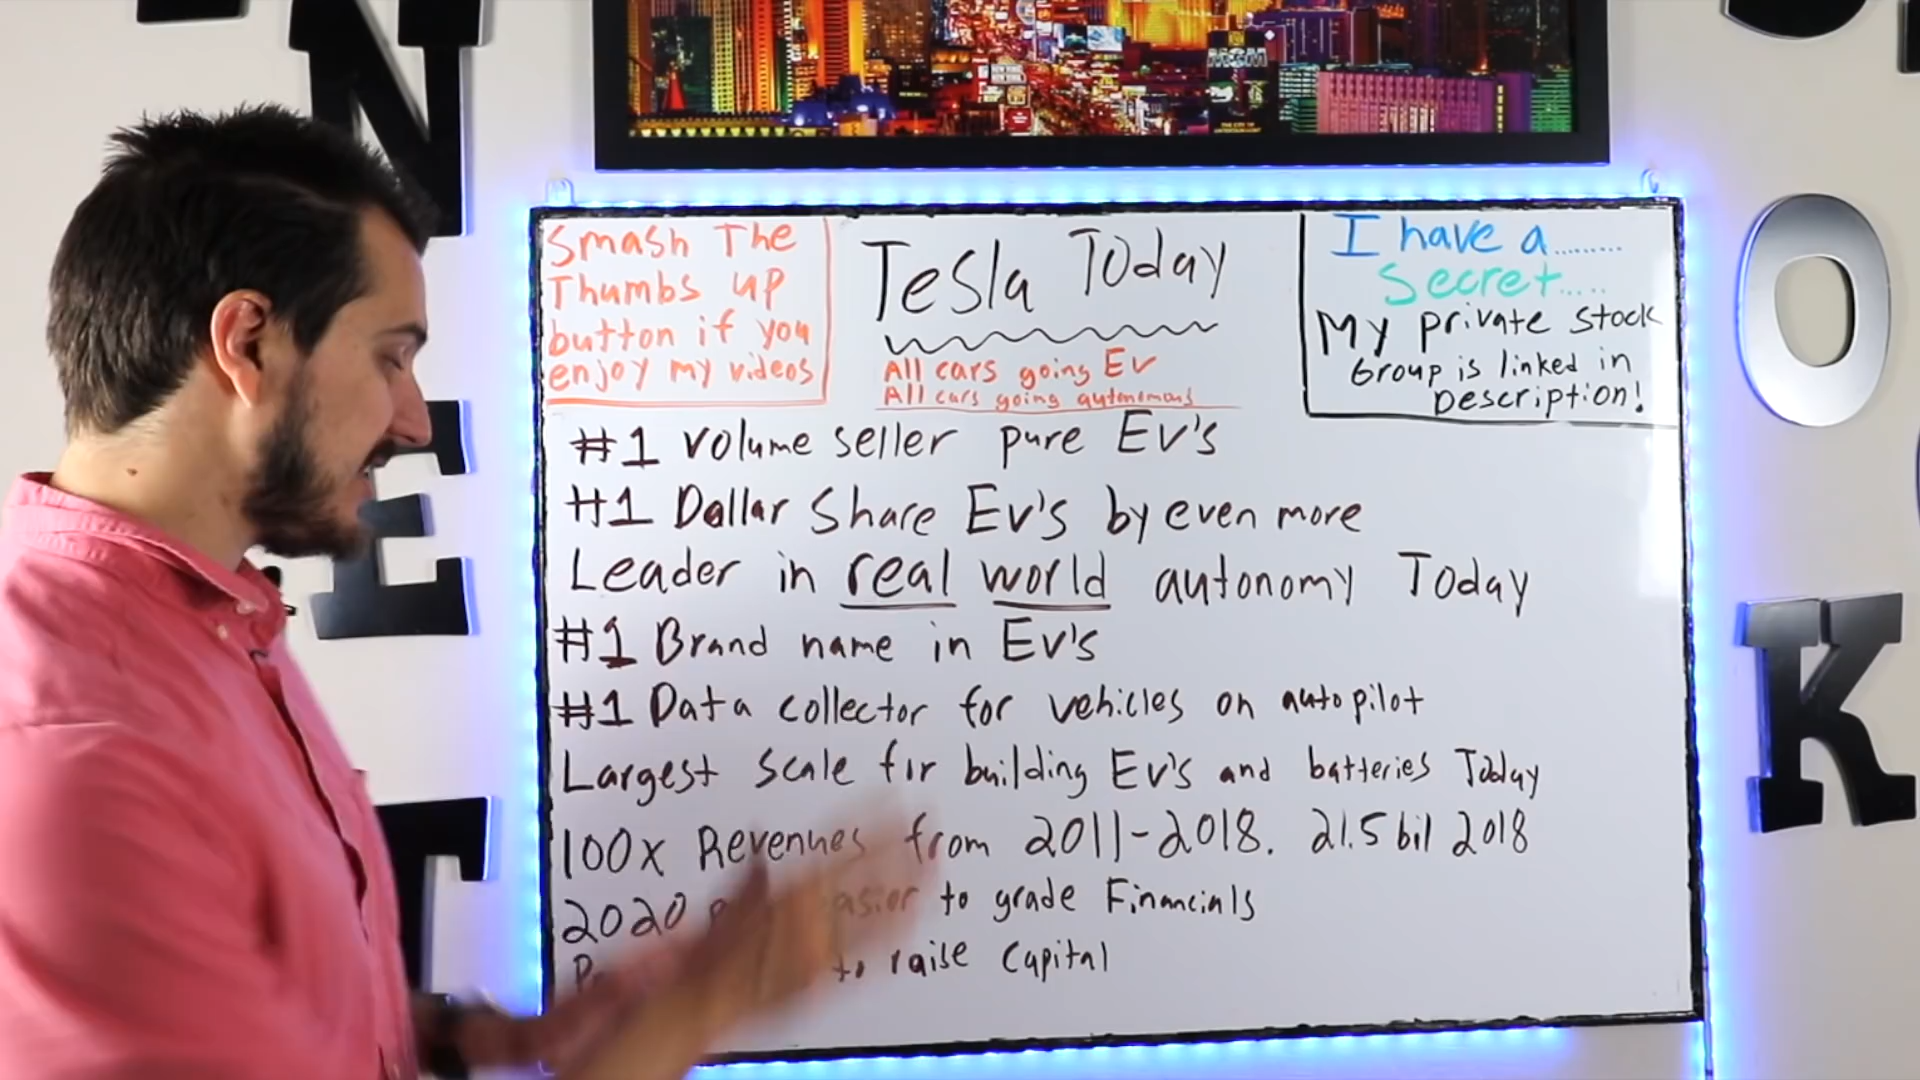 Smash The
Thumbs up
button if you
enjoy my videos
Tesla Today
All cars going EV
All cars going autonomous
I have a.........
Secret.....
My private stock
Group is linked in
Description!
#1 volume seller pure EV's
#1 Dollar Share EV's by even more
Leader in real world autonomy Today
#1 Brand name in EV's
#1 Data collector for vehicles on autopilot
Largest scale for building EV's and batteries Today
100x Revenues from 2011-2018. 21.5 bil 2018
2020 easier to grade Financials
to raise capital
MGM
N
E
T
O
K